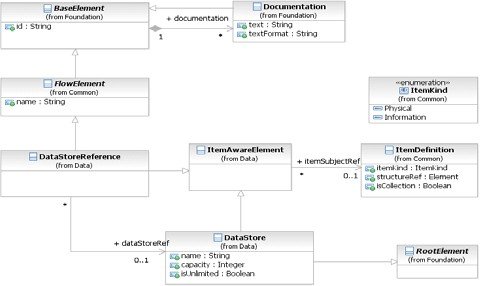 BaseElement
(from Foundation)
id : String
+ documentation
1
*
Documentation
(from Foundation)
text : String
textFormat : String
FlowElement
(from Common)
name : String
«enumeration»
ItemKind
(from Common)
Physical
Information
DataStoreReference
(from Data)
ItemAwareElement
(from Data)
+ itemSubjectRef
*
0..1
ItemDefinition
(from Common)
itemKind : ItemKind
structureRef : Element
isCollection : Boolean
*
+ dataStoreRef
0..1
DataStore
(from Data)
name : String
capacity : Integer
isUnlimited : Boolean
RootElement
(from Foundation)